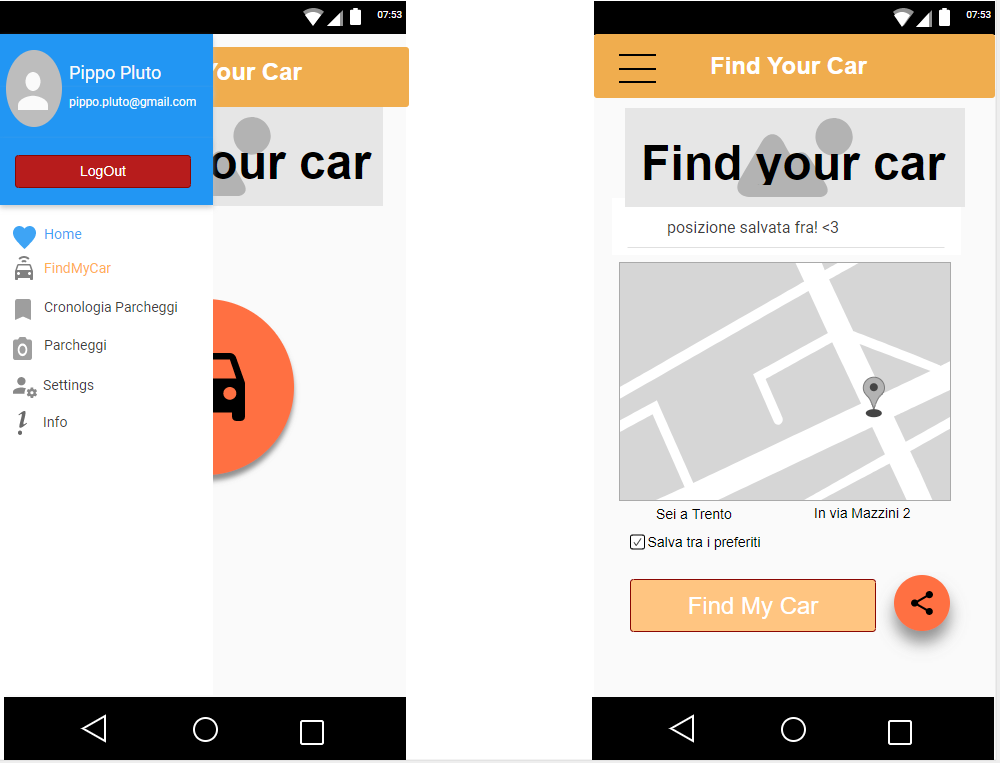 07:53
Pippo Pluto
pippo.pluto@gmail.com
LogOut
Home
FindMyCar
Cronologia Parcheggi
Parcheggi
Settings
Info
Your Car
our car
07:53
Find Your Car
Find your car
posizione salvata fra! <3
Sei a Trento
In via Mazzini 2
Salva tra i preferiti
Find My Car